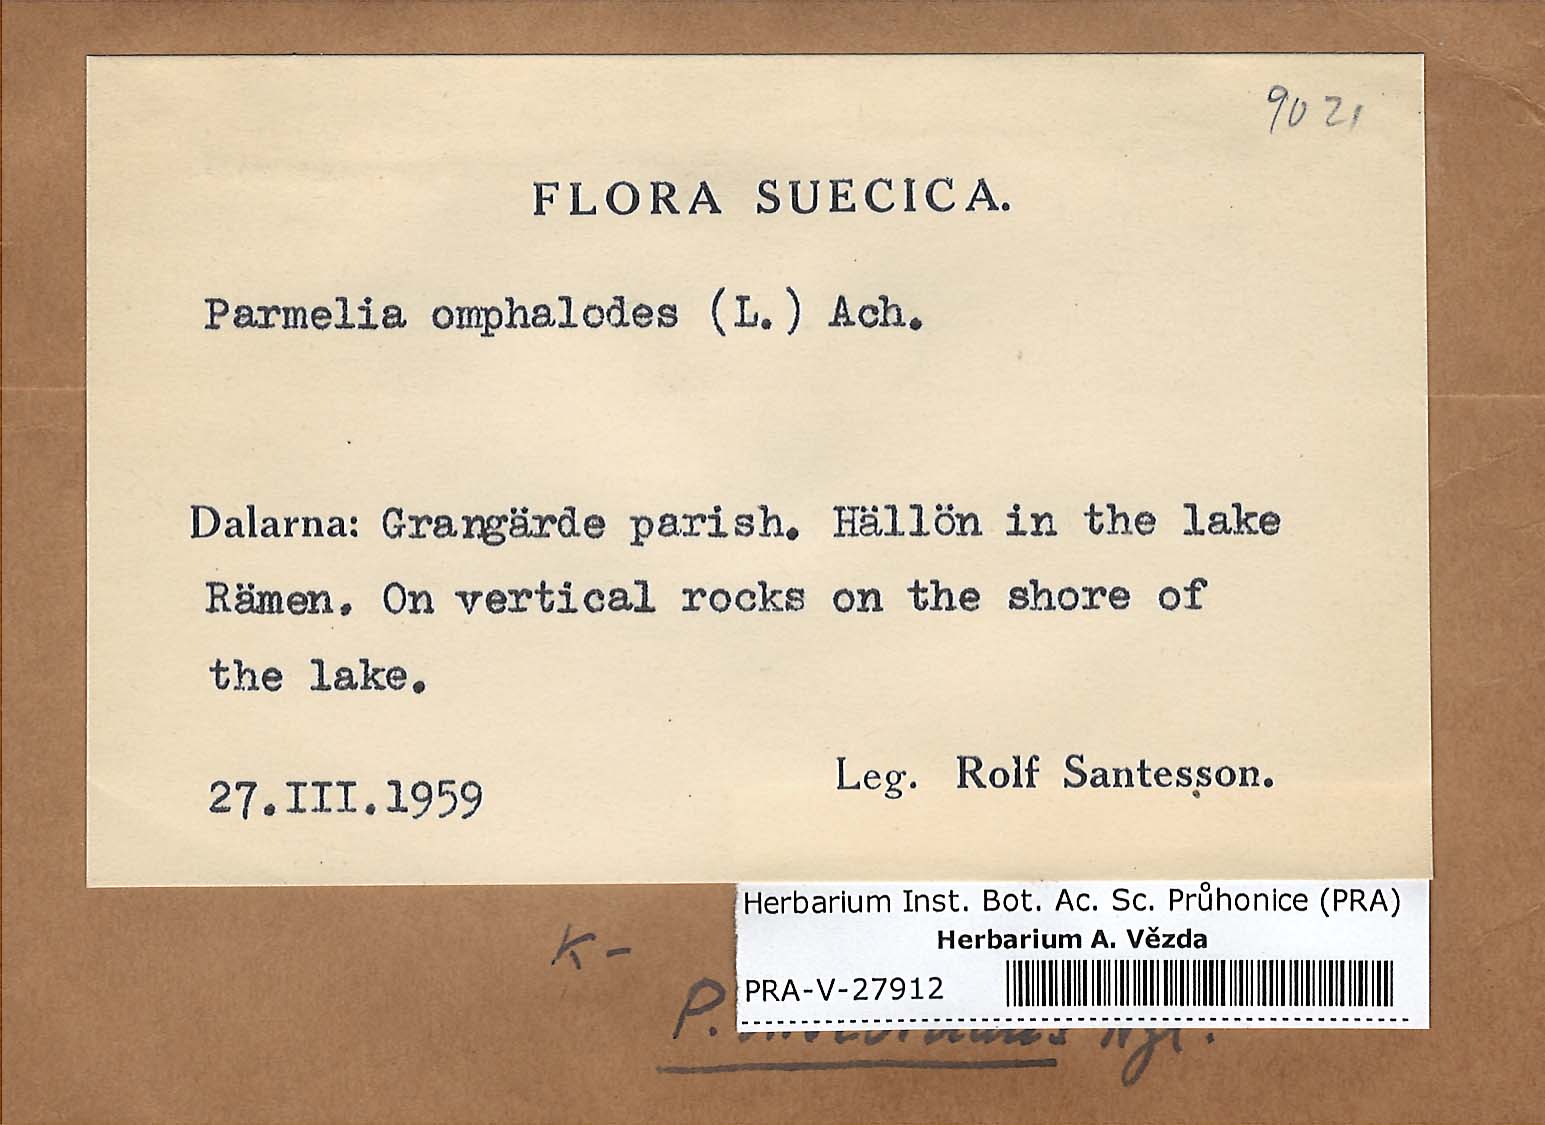 9021
FLORA SUECICA.
Parmelia omphalodes (L.) Ach.
Dalarna: Grangärde parish. Hällön in the lake
Rämen. On vertical rocks on the shore of
the lake.
27.III.1959
Leg. Rolf Santesson.
Herbarium Inst. Bot. Ac. Sc. Průhonice (PRA)
Herbarium A. Vězda
PRA-V-27912
K-
P. Nyl.